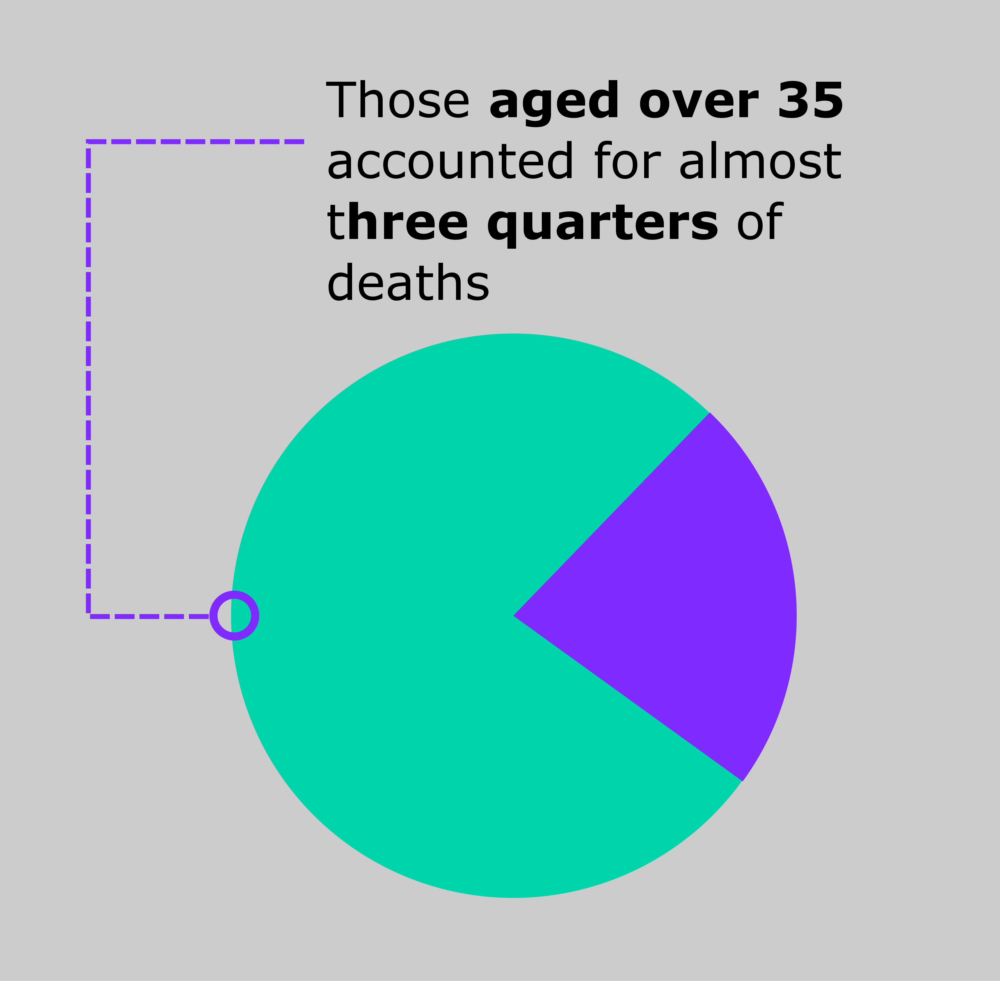 Those aged over 35
accounted for almost
three quarters of
deaths